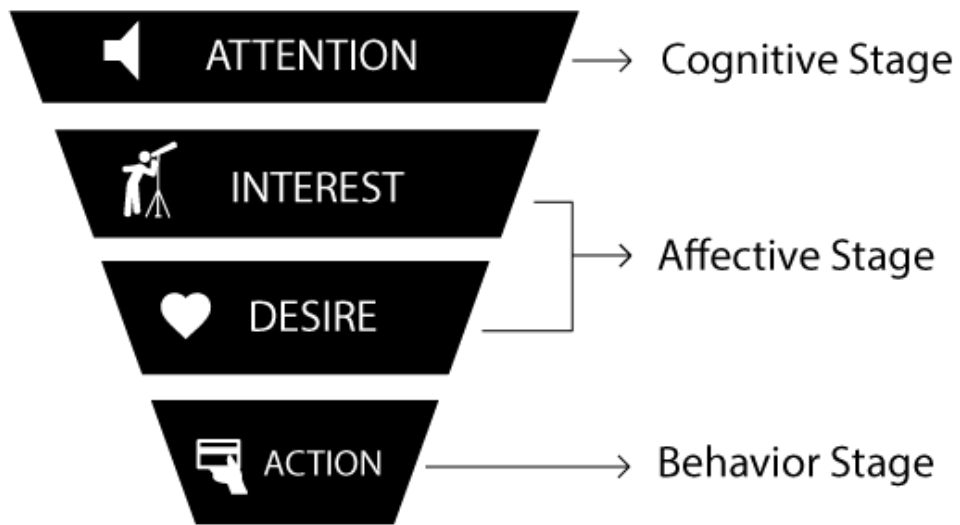 ATTENTION
Cognitive Stage
INTEREST
Affective Stage
DESIRE
ACTION
Behavior Stage